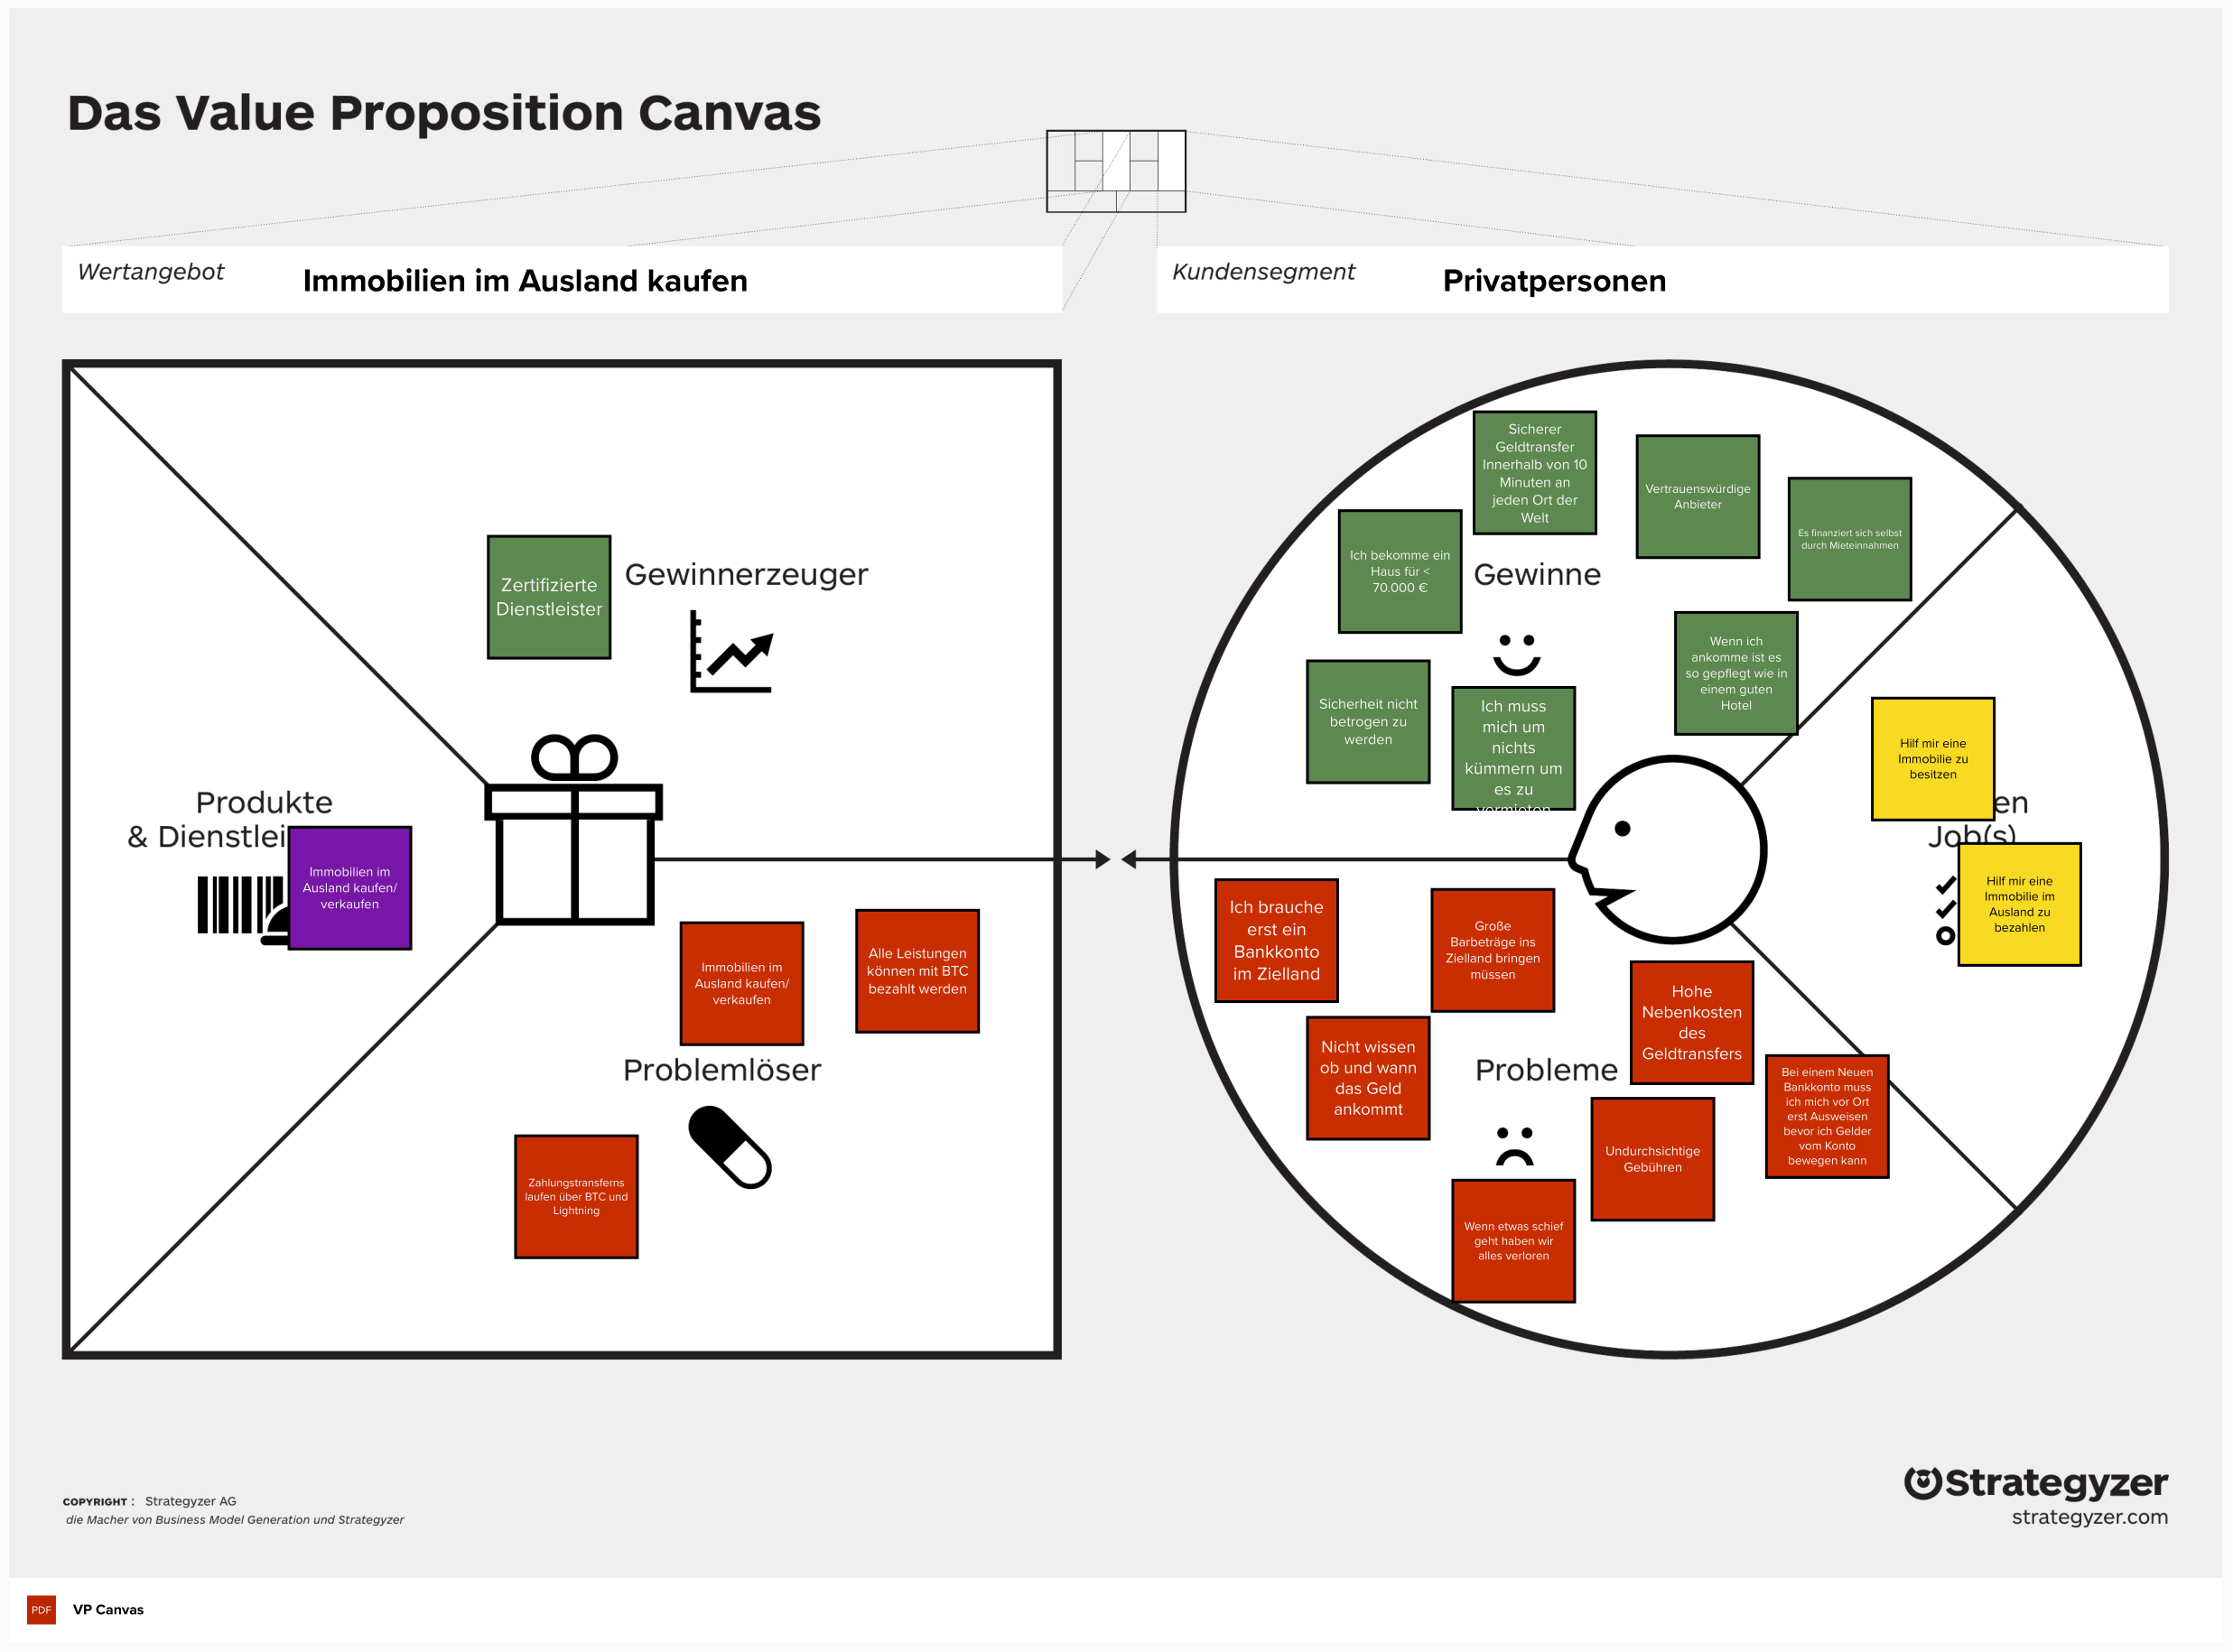 Das Value Proposition Canvas
Wertangebot
Immobilien im Ausland kaufen
Kundensegment
Privatpersonen
Zertifizierte
Dienstleister
Gewinnerzeuger
Produkte
& Dienstlei
Immobilien im
Ausland kaufen/
verkaufen
Immobilien im
Ausland kaufen/
verkaufen
Alle Leistungen
können mit BTC
bezahlt werden
Problemlöser
Zahlungstransferns
laufen über BTC und
Lightning
Sicherer
Geldtransfer
Innerhalb von 10
Minuten an
jeden Ort der
Welt
Vertrauenswürdige
Anbieter
Es finanziert sich selbst
durch Mieteinnahmen
Ich bekomme ein
Haus für <
70.000 €
Gewinne
Wenn ich
ankomme ist es
so gepflegt wie in
einem guten
Hotel
Sicherheit nicht
betrogen zu
werden
Ich muss
mich um
nichts
kümmern um
es zu
vermieten
Hilf mir eine
Immobilie zu
besitzen
en
Job(s)
Hilf mir eine
Immobilie im
Ausland zu
bezahlen
Ich brauche
erst ein
Bankkonto
im Zielland
Große
Barbeträge ins
Zielland bringen
müssen
Hohe
Nebenkosten
des
Geldtransfers
Nicht wissen
ob und wann
das Geld
ankommt
Probleme
Bei einem Neuen
Bankkonto muss
ich mich vor Ort
erst Ausweisen
bevor ich Gelder
vom Konto
bewegen kann
Undurchsichtige
Gebühren
Wenn etwas schief
geht haben wir
alles verloren
COPYRIGHT : Strategyzer AG
die Macher von Business Model Generation und Strategyzer
Strategyzer
strategyzer.com
PDF
VP Canvas